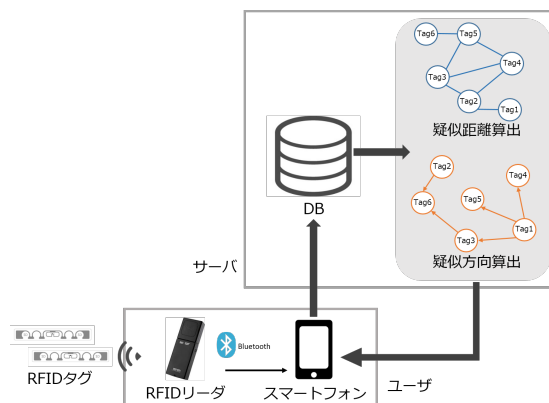 Tag6
Tag5
Tag4
Tag3
Tag2
Tag1
疑似距離算出
DB
Tag2
Tag4
Tag5
Tag6
Tag1
Tag3
疑似方向算出
サーバ
Bluetooth
RFIDタグ
RFIDリーダ
スマートフォン
ユーザ